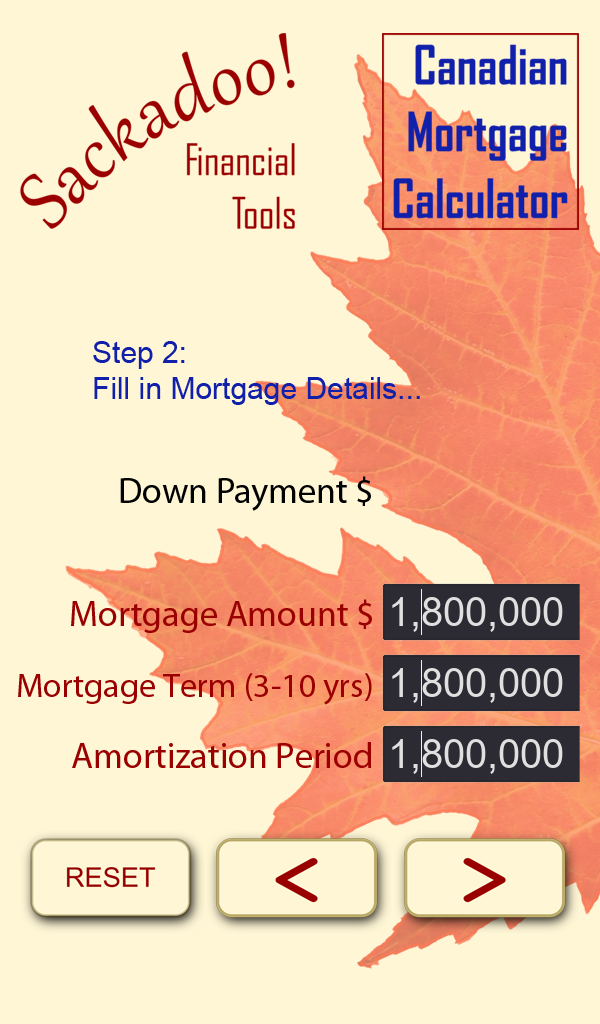 Sackadoo!
Financial
Tools
Canadian
Mortgage
Calculator
Step 2:
Fill in Mortgage Details...
Down Payment $
Mortgage Amount $ 1,800,000
Mortgage Term (3-10 yrs) 1,800,000
Amortization Period 1,800,000
RESET < >